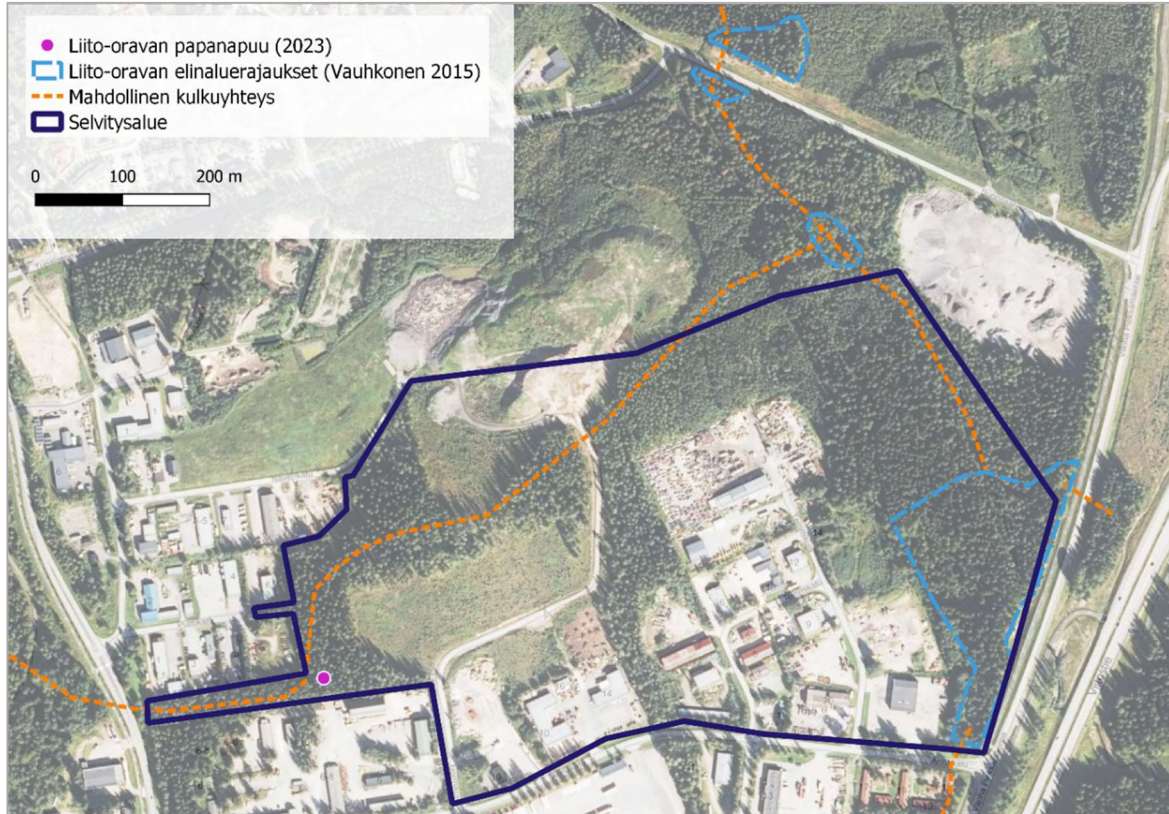 Liito-oravan papanapuu (2023)
Liito-oravan elinaluerajaukset (Vauhkonen 2015)
Mahdollinen kulkuyhteys
Selvitysalue
0 100 200 m